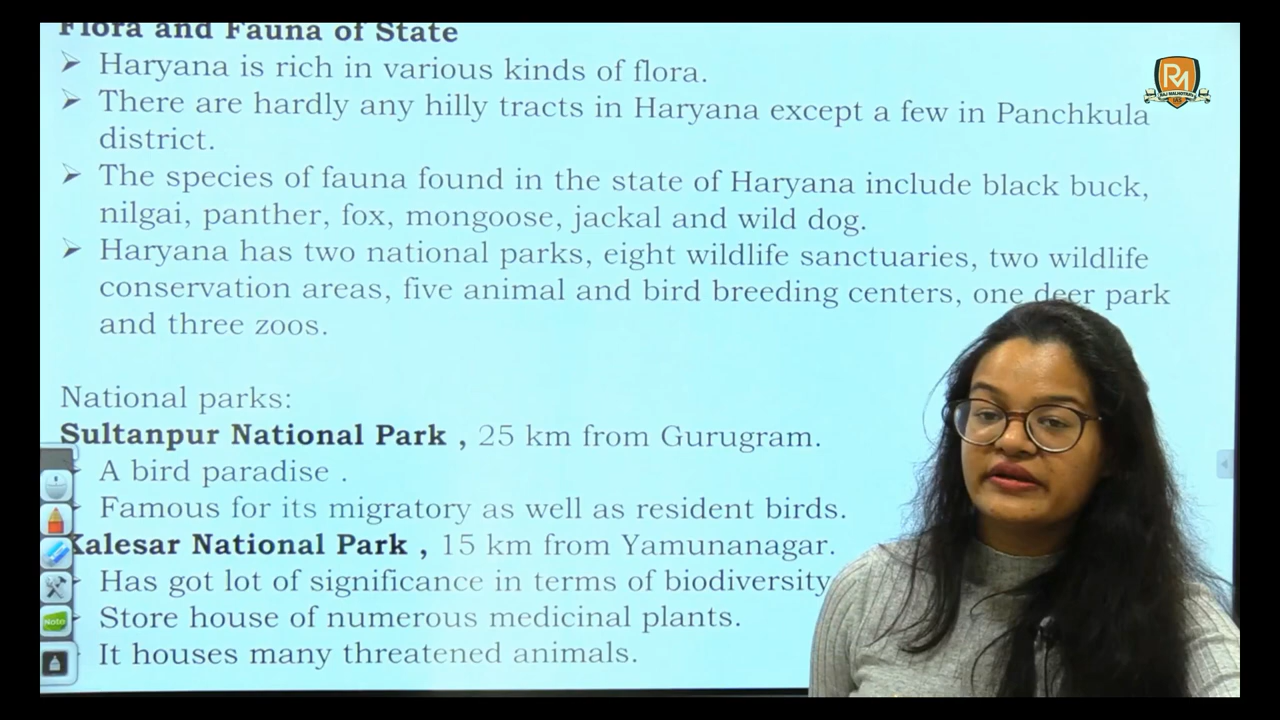 Flora and Fauna of State
➤ Haryana is rich in various kinds of flora.
➤ There are hardly any hilly tracts in Haryana except a few in Panchkula
district.
➤ The species of fauna found in the state of Haryana include black buck,
nilgai, panther, fox, mongoose, jackal and wild dog.
➤ Haryana has two national parks, eight wildlife sanctuaries, two wildlife
conservation areas, five animal and bird breeding centers, one deer park
and three zoos.
National parks:
Sultanpur National Park , 25 km from Gurugram.
A bird paradise .
Famous for its migratory as well as resident birds.
Kalesar National Park , 15 km from Yamunanagar.
Has got lot of significance in terms of biodiversity
Store house of numerous medicinal plants.
It houses many threatened animals.
Note
RM
RAJ MALHOTRA'S
IAS